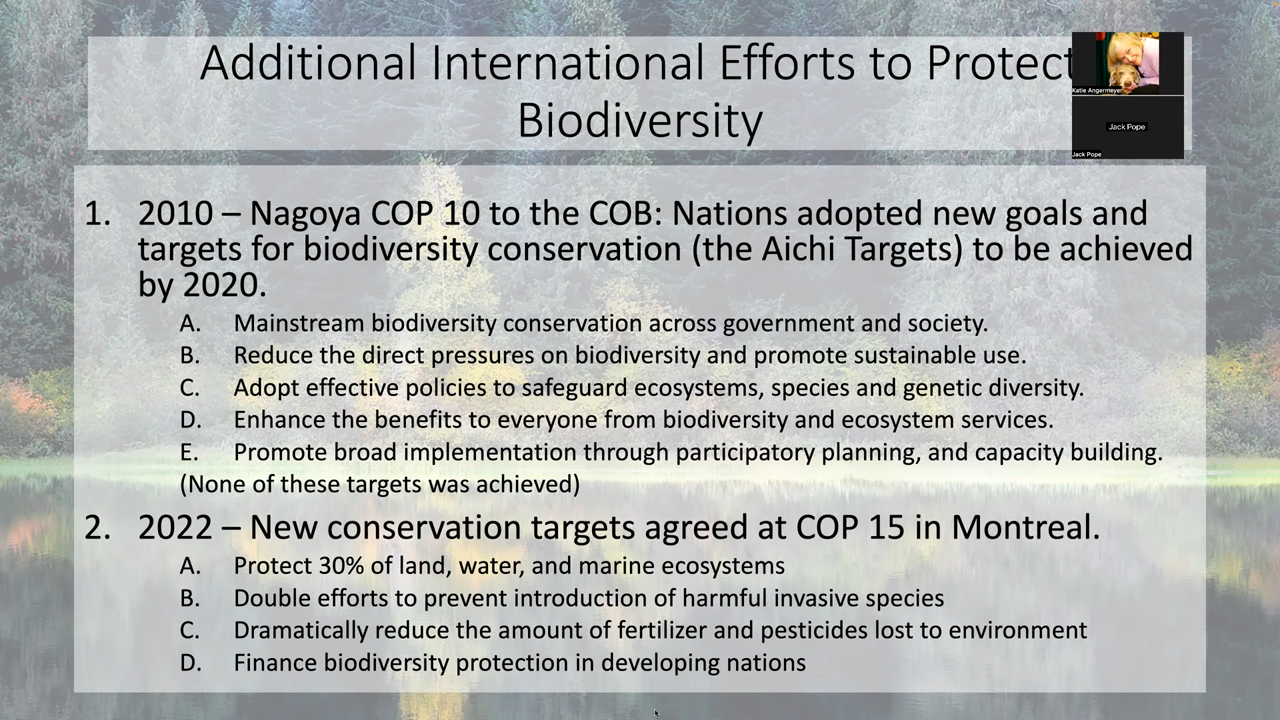 Additional International Efforts to Protect
Biodiversity
Katie Angermeyer
Jack Pope
Jack Pope
1. 2010 – Nagoya COP 10 to the COB: Nations adopted new goals and
targets for biodiversity conservation (the Aichi Targets) to be achieved
by 2020.
A. Mainstream biodiversity conservation across government and society.
B. Reduce the direct pressures on biodiversity and promote sustainable use.
C. Adopt effective policies to safeguard ecosystems, species and genetic diversity.
D. Enhance the benefits to everyone from biodiversity and ecosystem services.
E. Promote broad implementation through participatory planning, and capacity building.
(None of these targets was achieved)
2. 2022 – New conservation targets agreed at COP 15 in Montreal.
A. Protect 30% of land, water, and marine ecosystems
B. Double efforts to prevent introduction of harmful invasive species
C. Dramatically reduce the amount of fertilizer and pesticides lost to environment
D. Finance biodiversity protection in developing nations